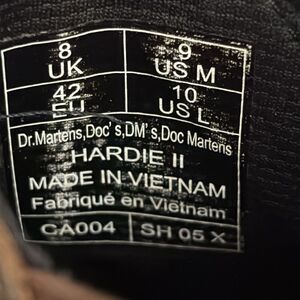 8 9
UK US M
42 10
EU US L
Dr.Martens,Doc's,DM's,Doc Martens
HARDIE II
MADE IN VIETNAM
Fabriqué en Vietnam
CA004 SH 05 X